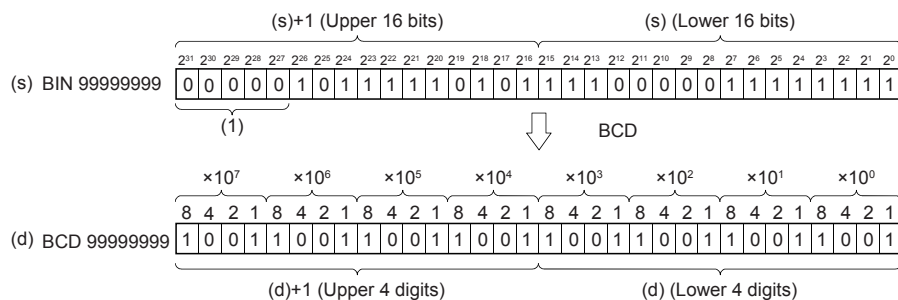 (s)+1 (Upper 16 bits) (s) (Lower 16 bits)
2³¹ 2³⁰ 2²⁹ 2²⁸ 2²⁷ 2²⁶ 2²⁵ 2²⁴ 2²³ 2²² 2²¹ 2²⁰ 2¹⁹ 2¹⁸ 2¹⁷ 2¹⁶ 2¹⁵ 2¹⁴ 2¹³ 2¹² 2¹¹ 2¹⁰ 2⁹ 2⁸ 2⁷ 2⁶ 2⁵ 2⁴ 2³ 2² 2¹ 2⁰
(s) BIN 99999999 0 0 0 0 0 1 0 1 1 1 1 1 0 1 0 1 1 1 1 0 0 0 0 0 1 1 1 1 1 1 1 1
(1)
BCD
×10⁷ ×10⁶ ×10⁵ ×10⁴ ×10³ ×10² ×10¹ ×10⁰
8 4 2 1 8 4 2 1 8 4 2 1 8 4 2 1 8 4 2 1 8 4 2 1 8 4 2 1 8 4 2 1
(d) BCD 99999999 1 0 0 1 1 0 0 1 1 0 0 1 1 0 0 1 1 0 0 1 1 0 0 1 1 0 0 1 1 0 0 1
(d)+1 (Upper 4 digits) (d) (Lower 4 digits)